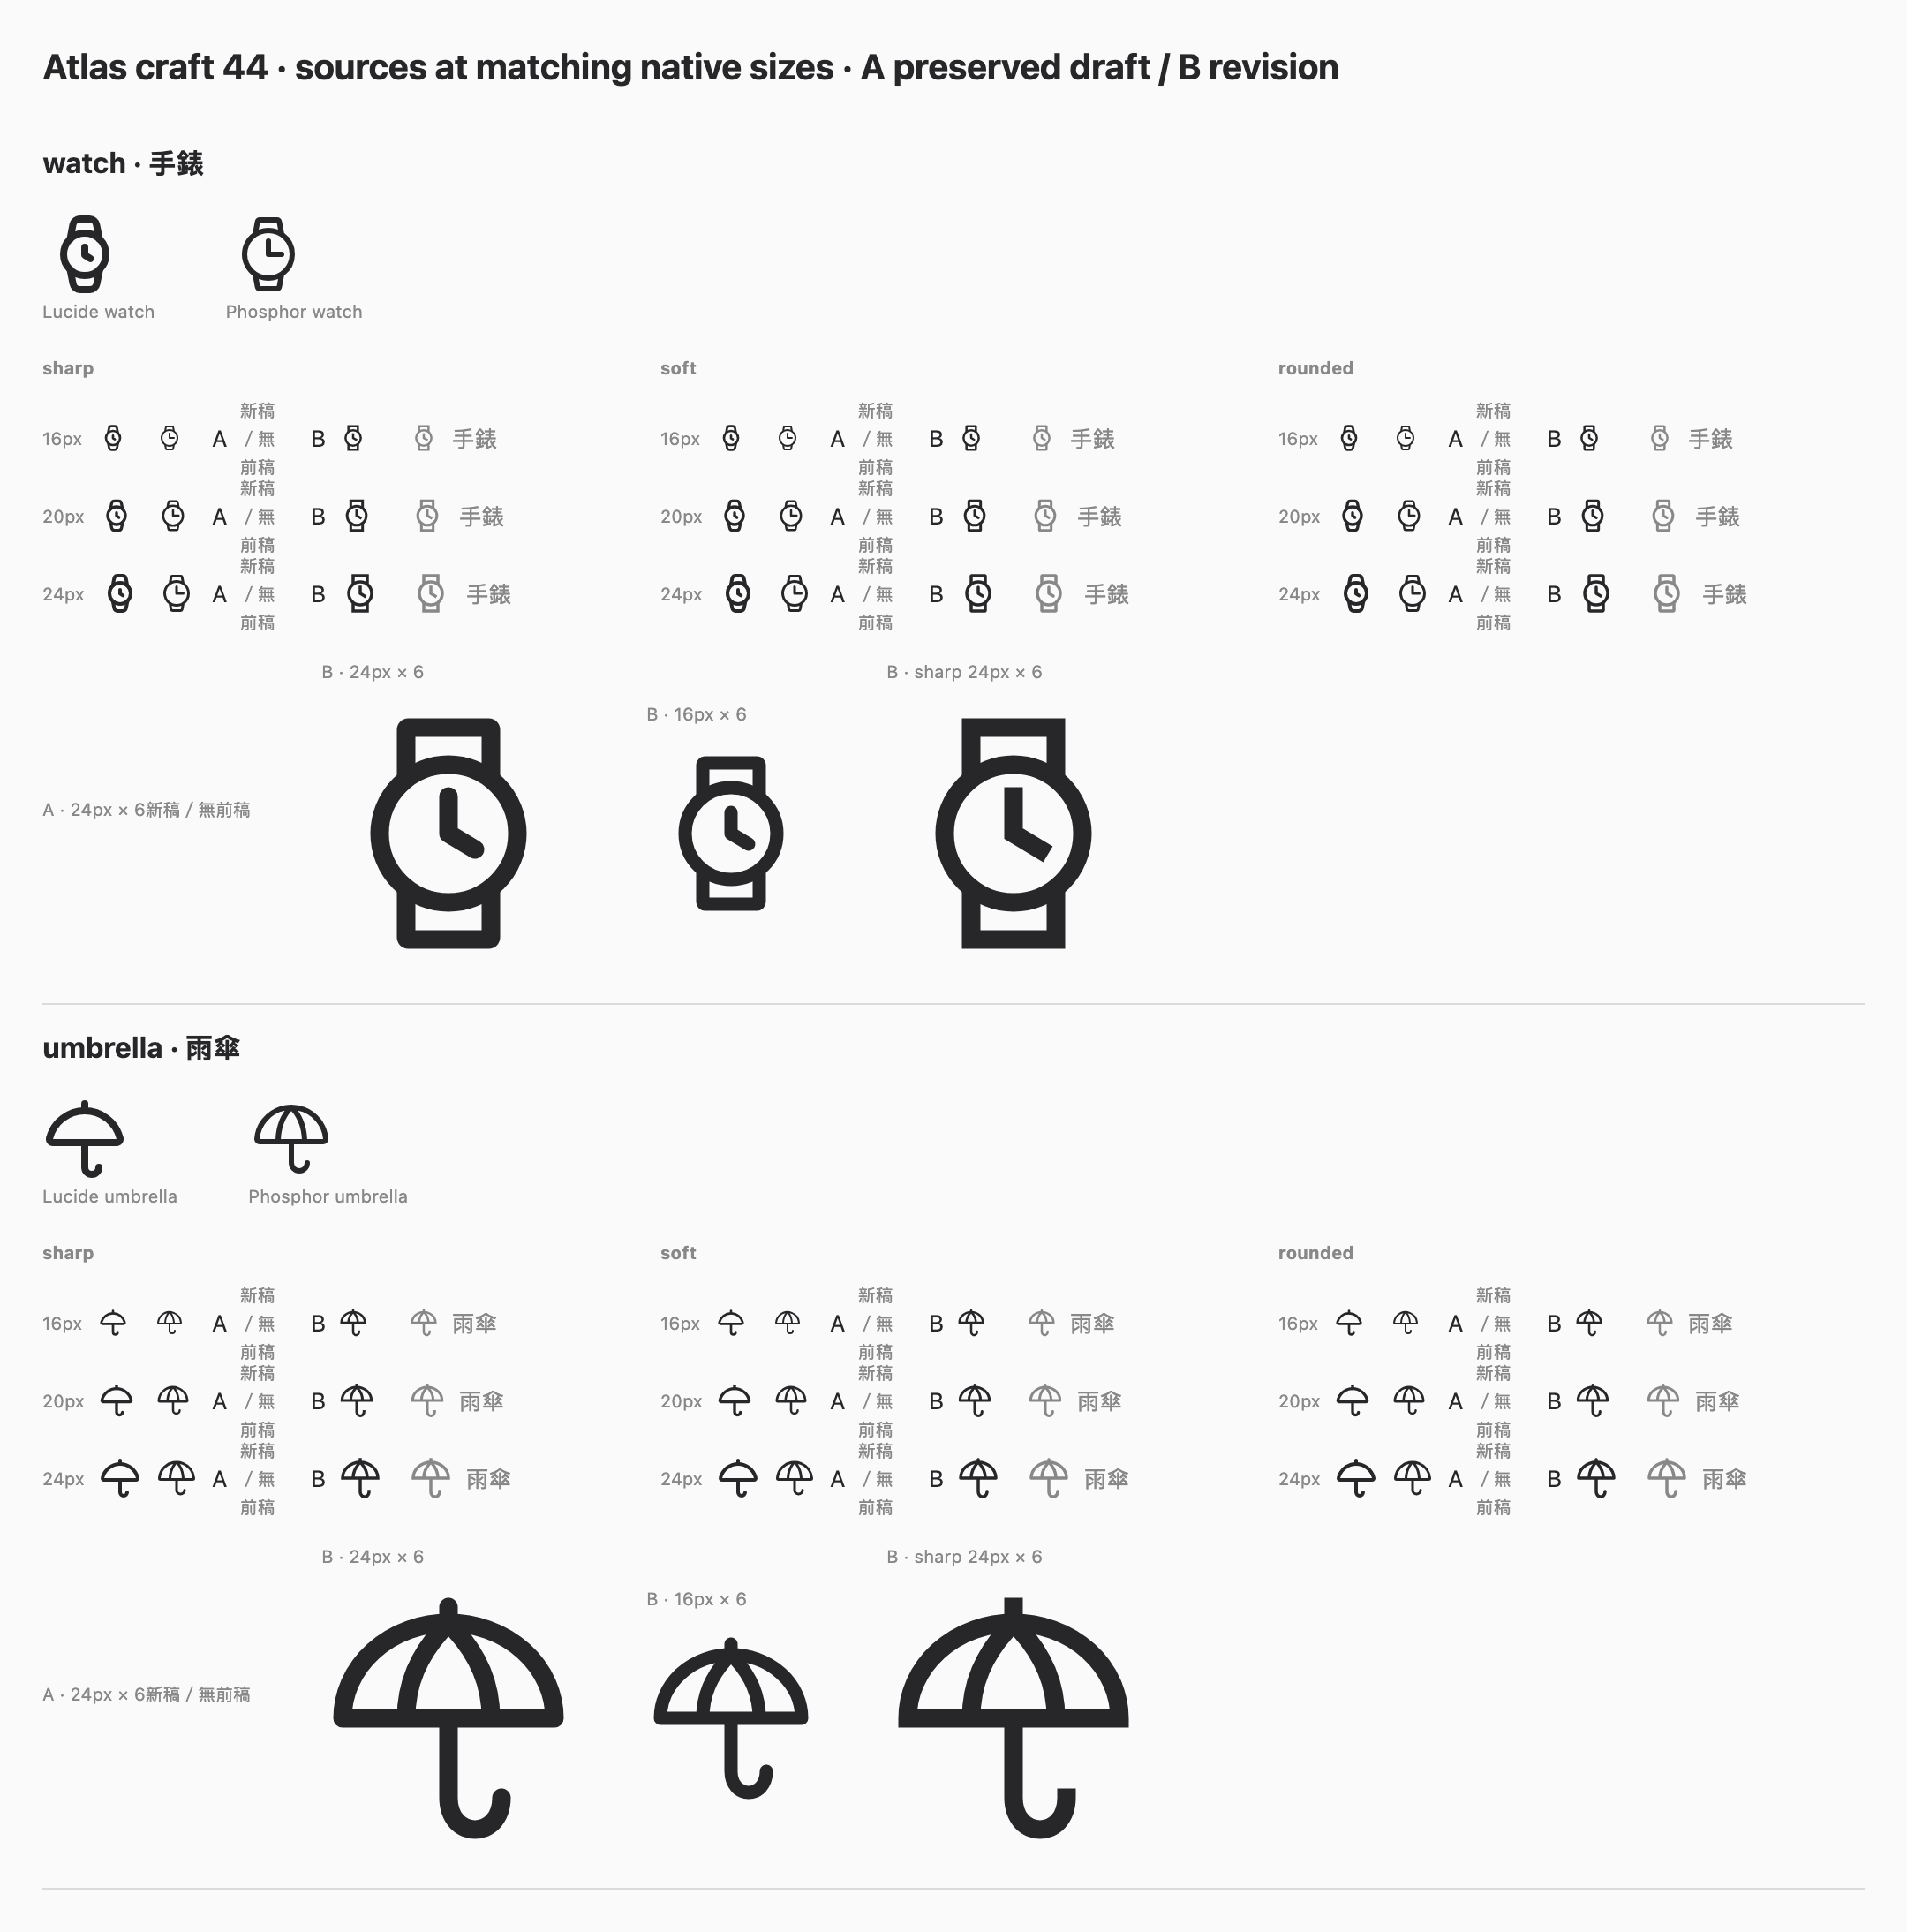 Atlas craft 44 · sources at matching native sizes · A preserved draft / B revision
watch · 手錶
Lucide watch
Phosphor watch
sharp
16px A 新稿 / 無前稿 B 手錶
20px A 新稿 / 無前稿 B 手錶
24px A 新稿 / 無前稿 B 手錶
soft
16px A 新稿 / 無前稿 B 手錶
20px A 新稿 / 無前稿 B 手錶
24px A 新稿 / 無前稿 B 手錶
rounded
16px A 新稿 / 無前稿 B 手錶
20px A 新稿 / 無前稿 B 手錶
24px A 新稿 / 無前稿 B 手錶
A · 24px × 6新稿 / 無前稿
B · 24px × 6
B · 16px × 6
B · sharp 24px × 6
umbrella · 雨傘
Lucide umbrella
Phosphor umbrella
sharp
16px A 新稿 / 無前稿 B 雨傘
20px A 新稿 / 無前稿 B 雨傘
24px A 新稿 / 無前稿 B 雨傘
soft
16px A 新稿 / 無前稿 B 雨傘
20px A 新稿 / 無前稿 B 雨傘
24px A 新稿 / 無前稿 B 雨傘
rounded
16px A 新稿 / 無前稿 B 雨傘
20px A 新稿 / 無前稿 B 雨傘
24px A 新稿 / 無前稿 B 雨傘
A · 24px × 6新稿 / 無前稿
B · 24px × 6
B · 16px × 6
B · sharp 24px × 6